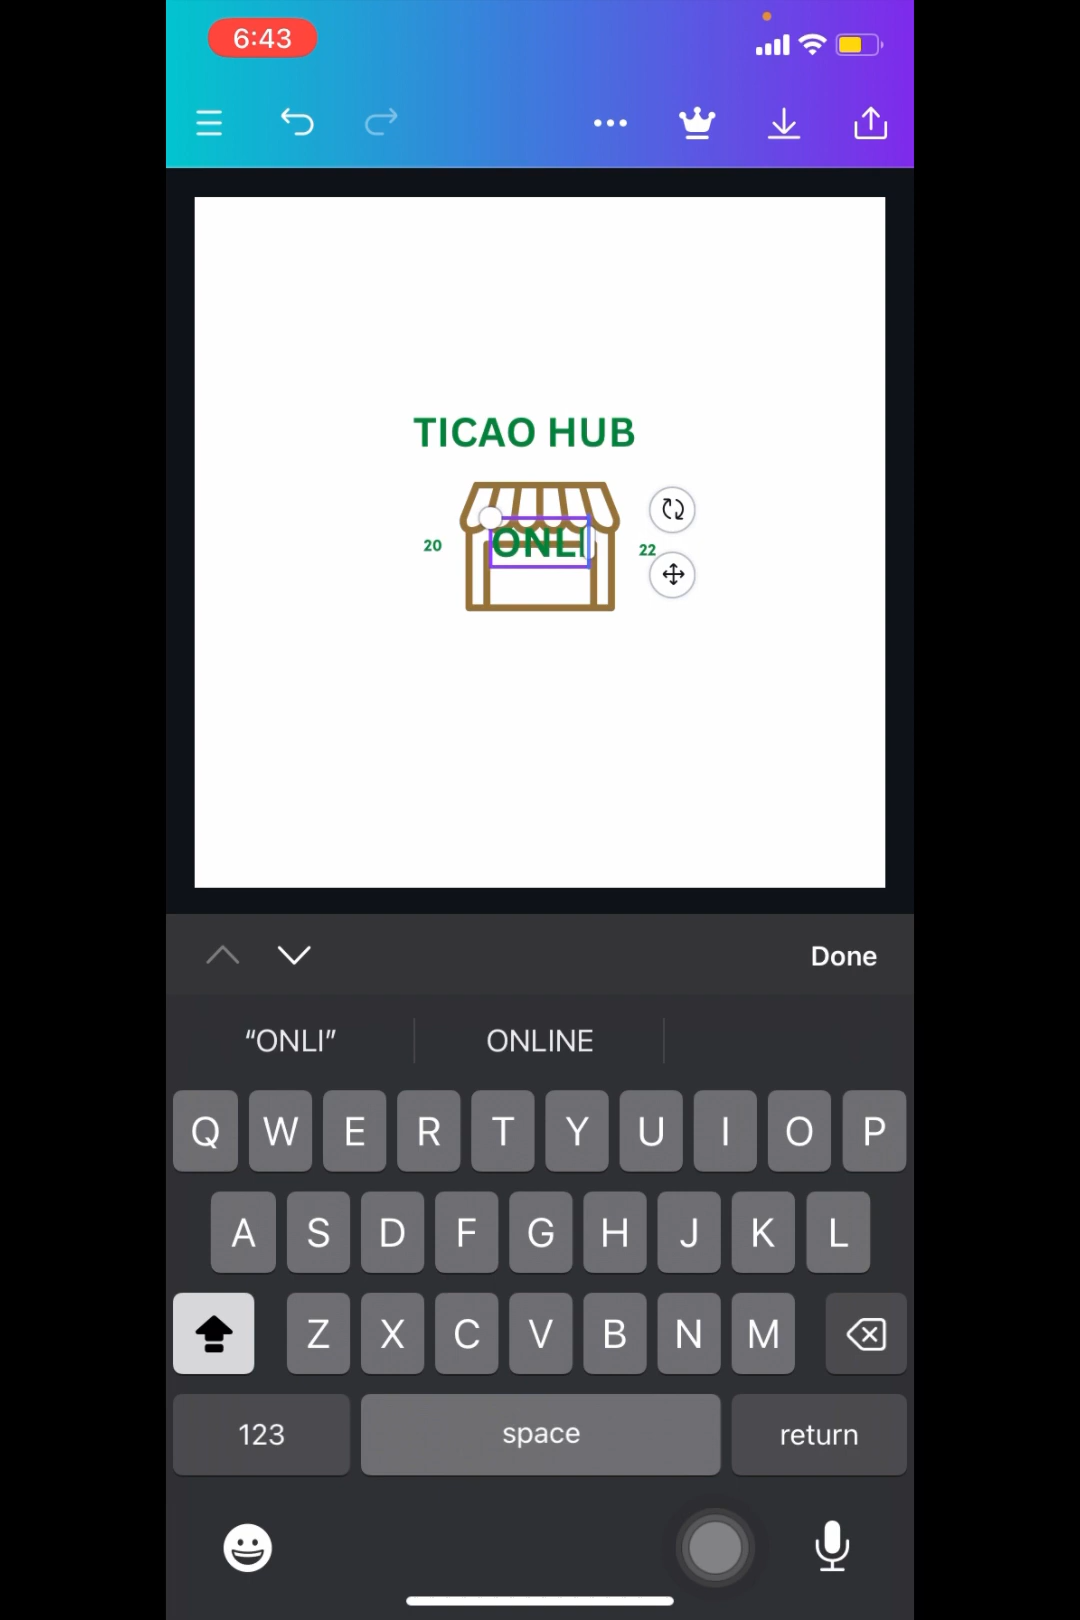 6:43
TICAO HUB
20 ONLI 22
Done
“ONLI” ONLINE
Q W E R T Y U I O P
A S D F G H J K L
Z X C V B N M
123 space return